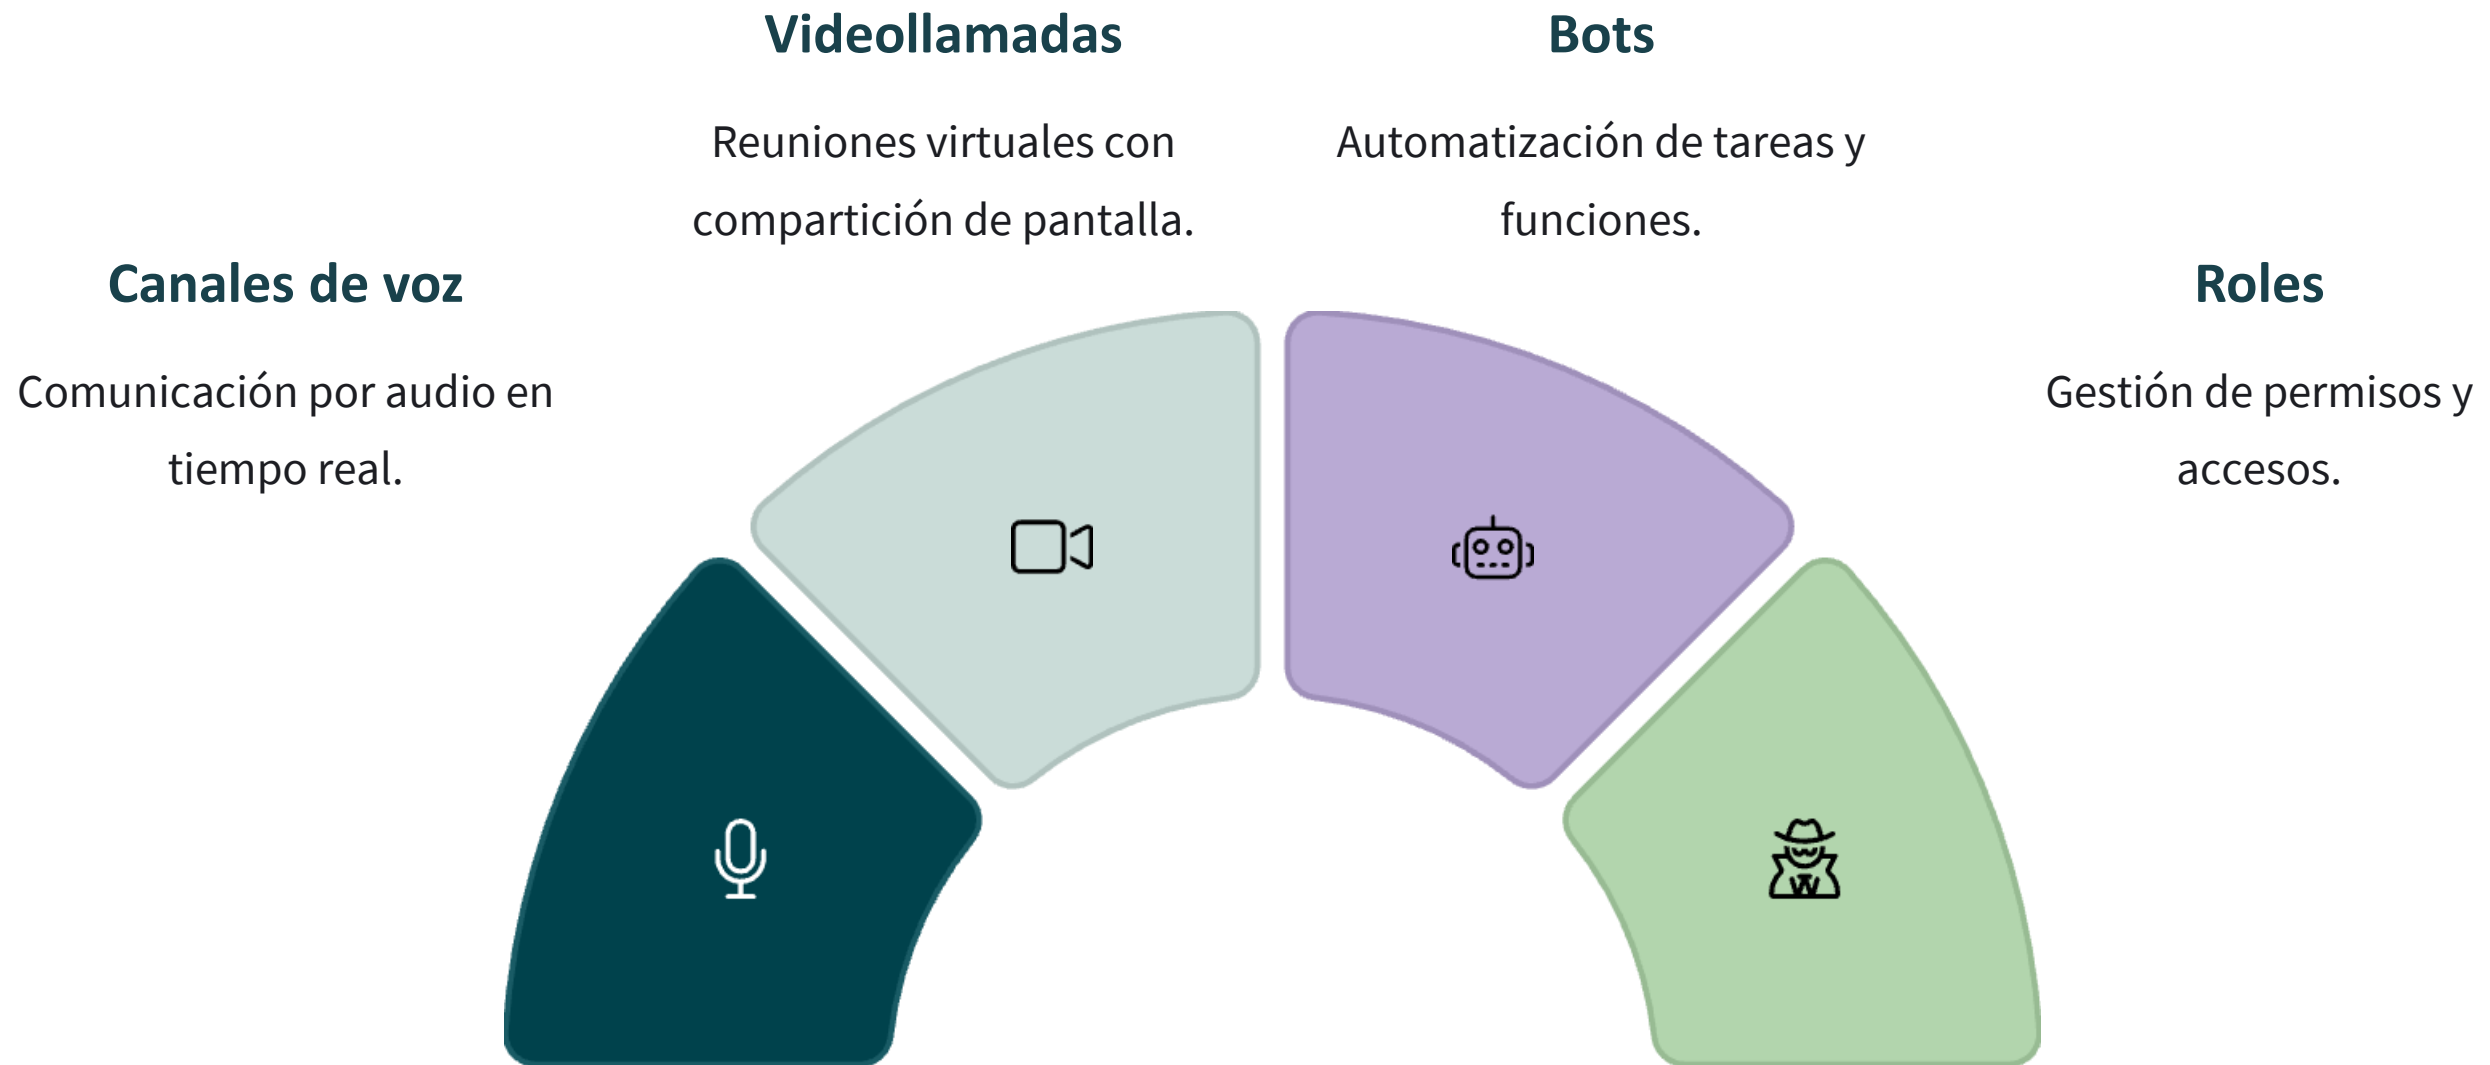 Canales de voz
Comunicación por audio en
tiempo real.
Videollamadas
Reuniones virtuales con
compartición de pantalla.
Bots
Automatización de tareas y
funciones.
Roles
Gestión de permisos y
accesos.